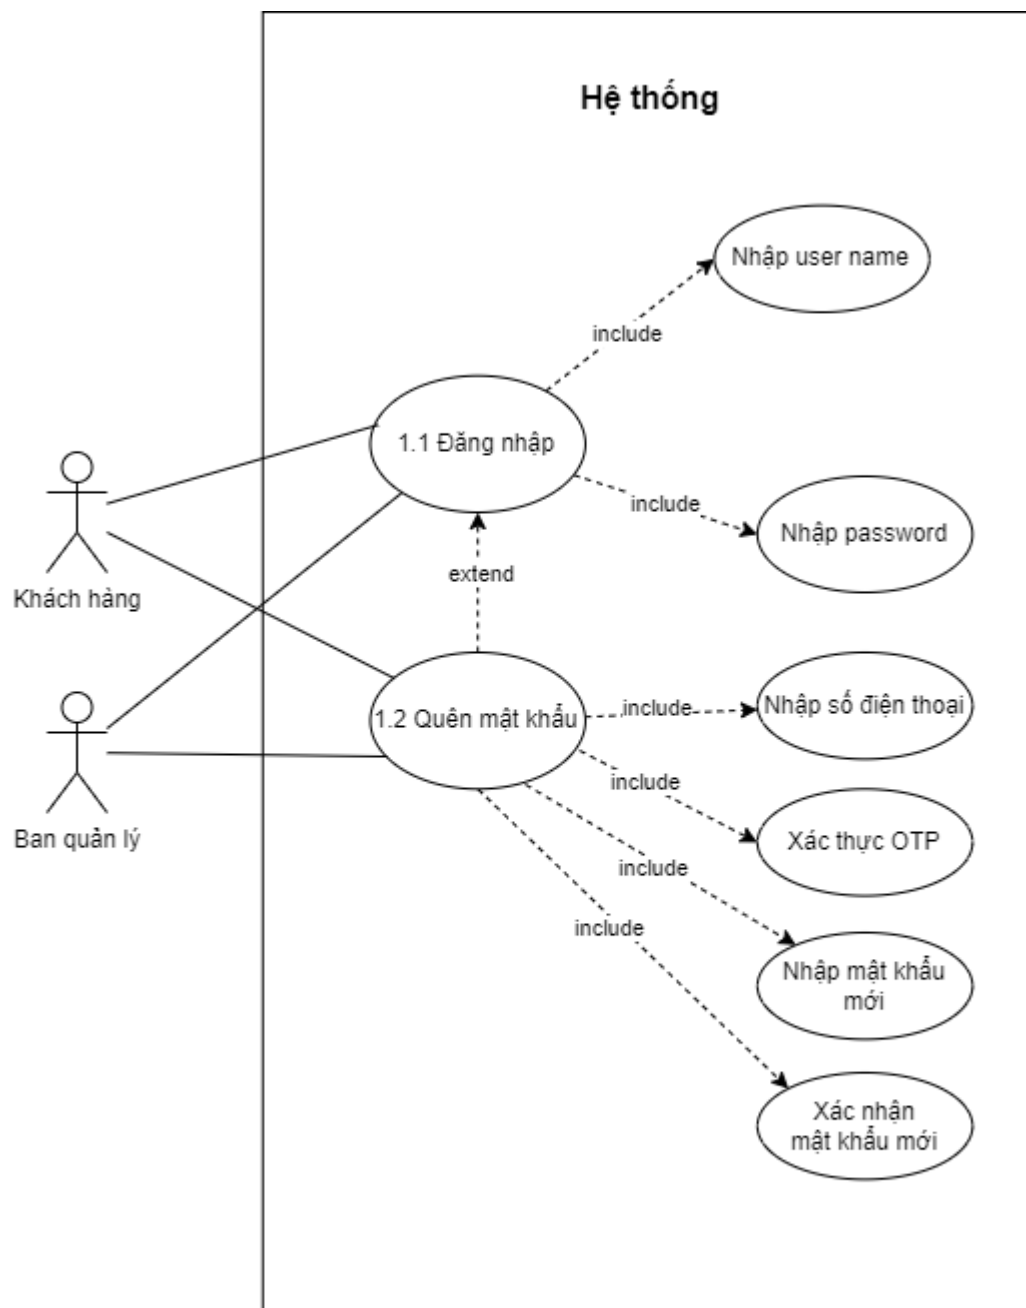 Hệ thống
Nhập user name
include
1.1 Đăng nhập
include
Nhập password
Khách hàng
extend
1.2 Quên mật khẩu
include
Nhập số điện thoại
include
Xác thực OTP
Ban quản lý
include
Nhập mật khẩu
mới
include
Xác nhận
mật khẩu mới